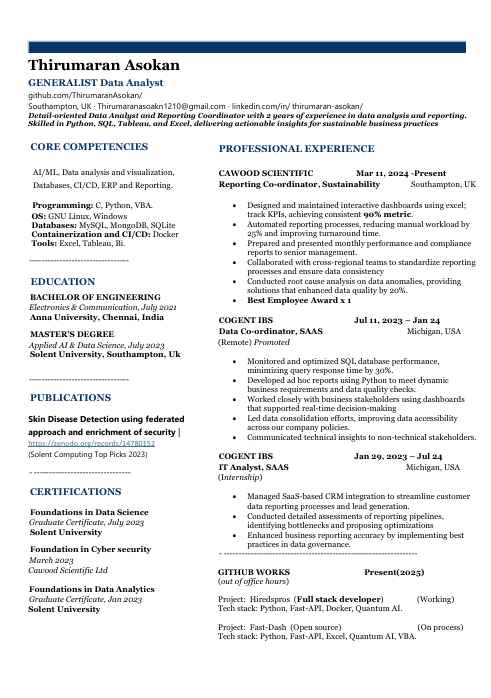 Thirumaran Asokan
GENERALIST Data Analyst
github.com/ThirumaranAsokan/
Southampton, UK · Thirumaranasoakn1210@gmail.com · linkedin.com/in/ thirumaran-asokan/
Detail-oriented Data Analyst and Reporting Coordinator with 2 years of experience in data analysis and reporting.
Skilled in Python, SQL, Tableau, and Excel, delivering actionable insights for sustainable business practices
CORE COMPETENCIES
AI/ML, Data analysis and visualization,
Databases, CI/CD, ERP and Reporting.
Programming: C, Python, VBA.
OS: GNU Linux, Windows
Databases: MySQL, MongoDB, SQLite
Containerization and CI/CD: Docker
Tools: Excel, Tableau, Bi.
--------------------------------
EDUCATION
BACHELOR OF ENGINEERING
Electronics & Communication, July 2021
Anna University, Chennai, India
MASTER'S DEGREE
Applied AI & Data Science, July 2023
Solent University, Southampton, Uk
--------------------------------
PUBLICATIONS
Skin Disease Detection using federated
approach and enrichment of security |
https://zenodo.org/records/14780152
(Solent Computing Top Picks 2023)
- -------------------------------
CERTIFICATIONS
Foundations in Data Science
Graduate Certificate, July 2023
Solent University
Foundation in Cyber security
March 2023
Cawood Scientific Ltd
Foundations in Data Analytics
Graduate Certificate, Jan 2023
Solent University
PROFESSIONAL EXPERIENCE
CAWOOD SCIENTIFIC Mar 11, 2024 -Present
Reporting Co-ordinator, Sustainability Southampton, UK
• Designed and maintained interactive dashboards using excel;
track KPIs, achieving consistent 90% metric.
• Automated reporting processes, reducing manual workload by
25% and improving turnaround time.
• Prepared and presented monthly performance and compliance
reports to senior management.
• Collaborated with cross-regional teams to standardize reporting
processes and ensure data consistency
• Conducted root cause analysis on data anomalies, providing
solutions that enhanced data quality by 20%.
• Best Employee Award x 1
COGENT IBS Jul 11, 2023 – Jan 24
Data Co-ordinator, SAAS Michigan, USA
(Remote) Promoted
• Monitored and optimized SQL database performance,
minimizing query response time by 30%.
• Developed ad hoc reports using Python to meet dynamic
business requirements and data quality checks.
• Worked closely with business stakeholders using dashboards
that supported real-time decision-making
• Led data consolidation efforts, improving data accessibility
across our company policies.
• Communicated technical insights to non-technical stakeholders.
COGENT IBS Jan 29, 2023 – Jul 24
IT Analyst, SAAS Michigan, USA
(Internship)
• Managed SaaS-based CRM integration to streamline customer
data reporting processes and lead generation.
• Conducted detailed assessments of reporting pipelines,
identifying bottlenecks and proposing optimizations
• Enhanced business reporting accuracy by implementing best
practices in data governance.
- --------------------------------------------------------------
GITHUB WORKS Present(2025)
(out of office hours)
Project: Hiredspros (Full stack developer) (Working)
Tech stack: Python, Fast-API, Docker, Quantum AI.
Project: Fast-Dash (Open source) (On process)
Tech stack: Python, Fast-API, Excel, Quantum AI, VBA.